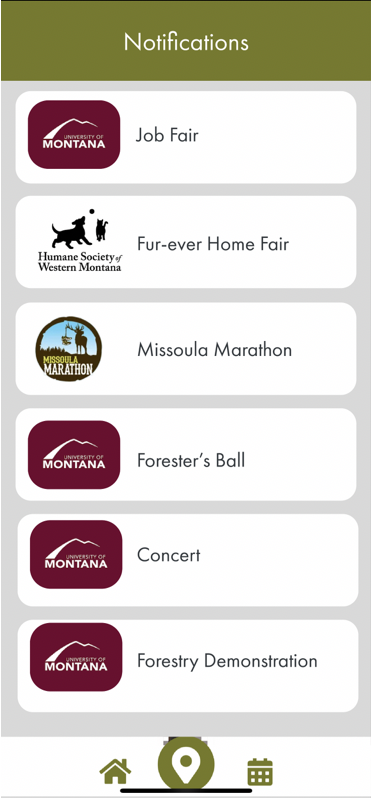 Notifications
UNIVERSITY OF
MONTANA
Job Fair
Humane Society of
Western Montana
Fur-ever Home Fair
MISSOULA
MARATHON
Missoula Marathon
UNIVERSITY OF
MONTANA
Forester's Ball
UNIVERSITY OF
MONTANA
Concert
UNIVERSITY OF
MONTANA
Forestry Demonstration